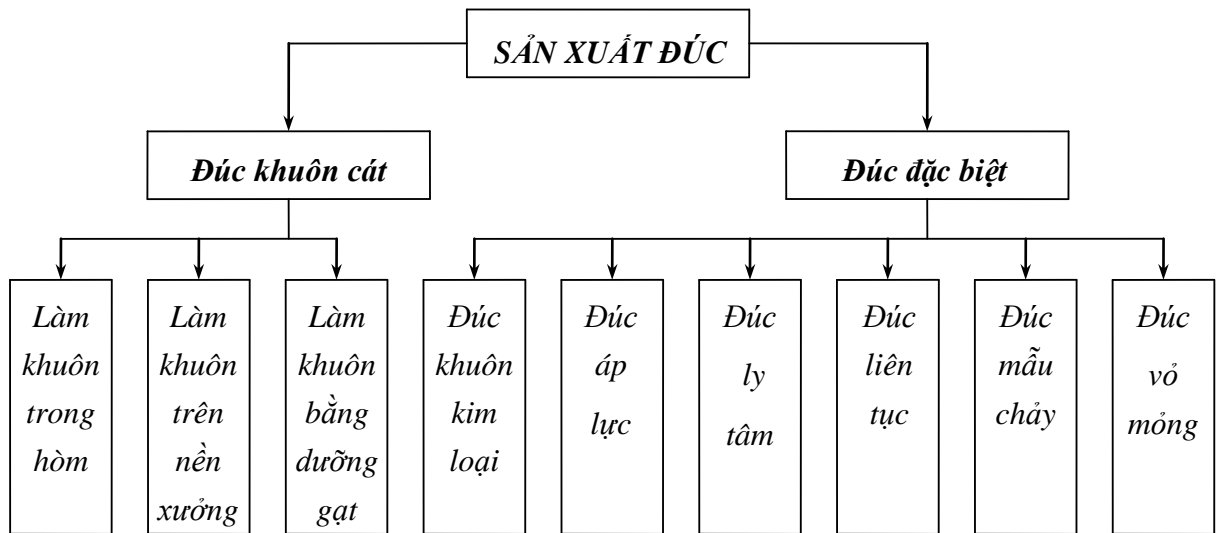 SẢN XUẤT ĐÚC
Đúc khuôn cát
Đúc đặc biệt
Làm
khuôn
trong
hòm
Làm
khuôn
trên
nền
xưởng
Làm
khuôn
bằng
dưỡng
gạt
Đúc
khuôn
kim
loại
Đúc
áp
lực
Đúc
ly
tâm
Đúc
liên
tục
Đúc
mẫu
chảy
Đúc
vỏ
mỏng